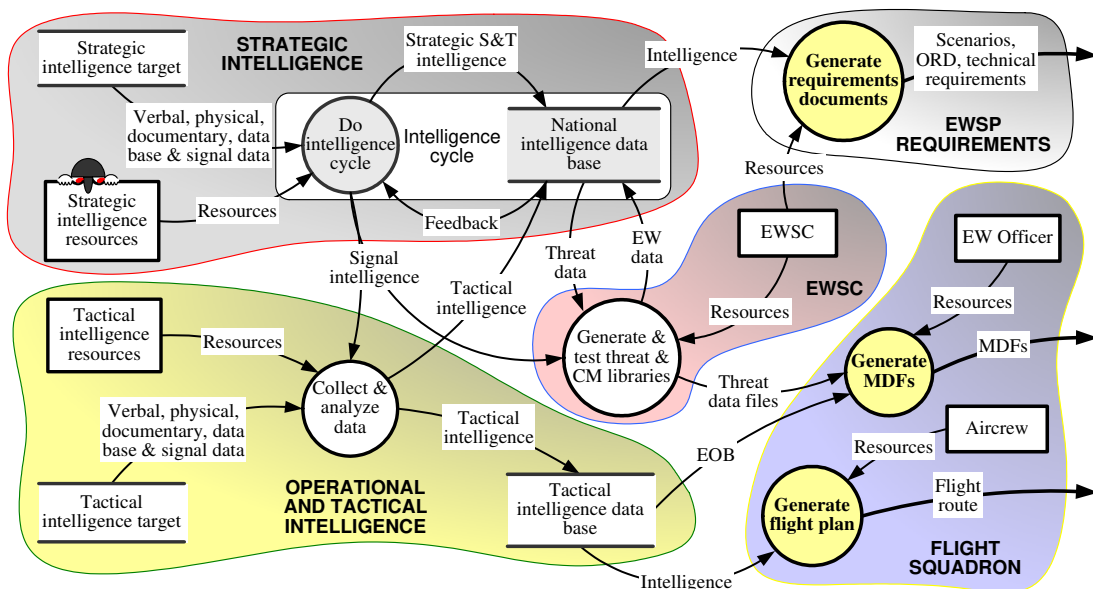 STRATEGIC
INTELLIGENCE
Strategic
intelligence target
Strategic S&T
intelligence
Verbal, physical,
documentary, data
base & signal data
Do
intelligence
cycle
Intelligence
cycle
National
intelligence data
base
Strategic
intelligence
resources
Resources
Feedback
Intelligence
Generate
requirements
documents
Scenarios,
ORD, technical
requirements
EWSP
REQUIREMENTS
Resources
Signal
intelligence
Tactical
intelligence
Threat
data
EW
data
EWSC
EWSC
Resources
Generate &
test threat &
CM libraries
Threat
data files
EW Officer
Resources
Generate
MDFs
MDFs
Aircrew
Resources
Generate
flight plan
Flight
route
FLIGHT
SQUADRON
Tactical
intelligence
resources
Resources
Collect &
analyze
data
Verbal, physical,
documentary, data
base & signal data
Tactical
intelligence target
OPERATIONAL
AND TACTICAL
INTELLIGENCE
Tactical
intelligence
Tactical
intelligence data
base
EOB
Intelligence